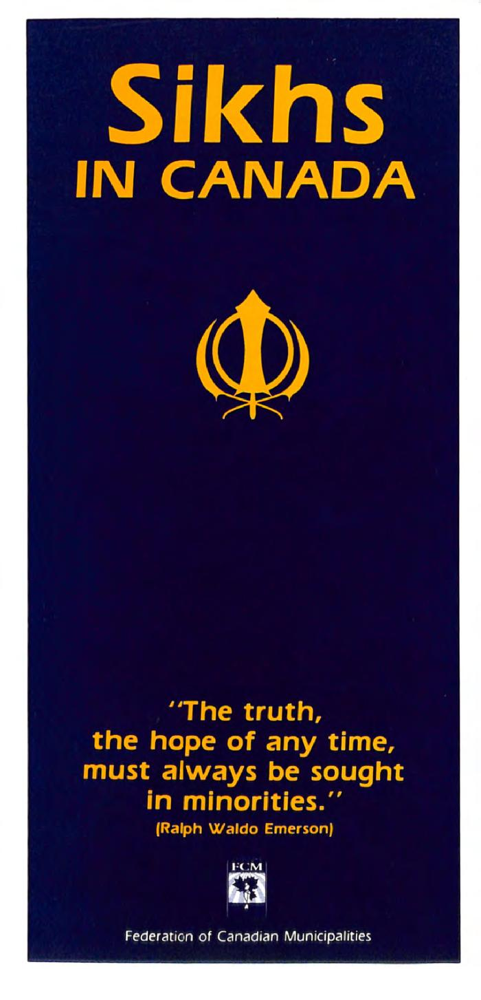 Sikhs
IN CANADA
“The truth,
the hope of any time,
must always be sought
in minorities.”
(Ralph Waldo Emerson)
FCM
Federation of Canadian Municipalities